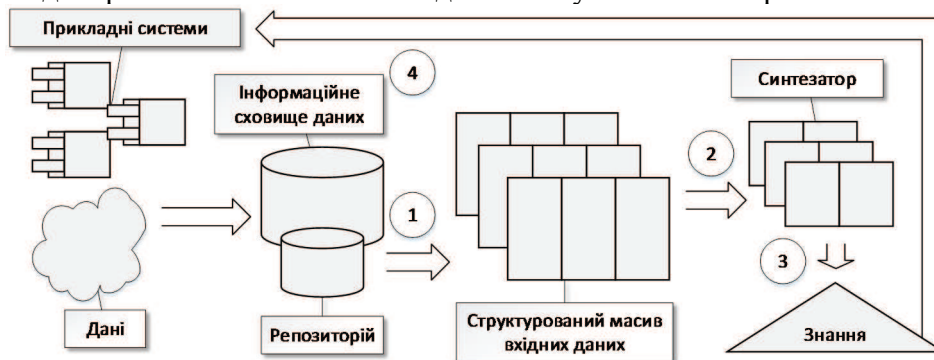 Прикладні системи
4
Інформаційне
сховище даних
Синтезатор
2
1
3
Дані
Репозиторій
Структурований масив
вхідних даних
Знання